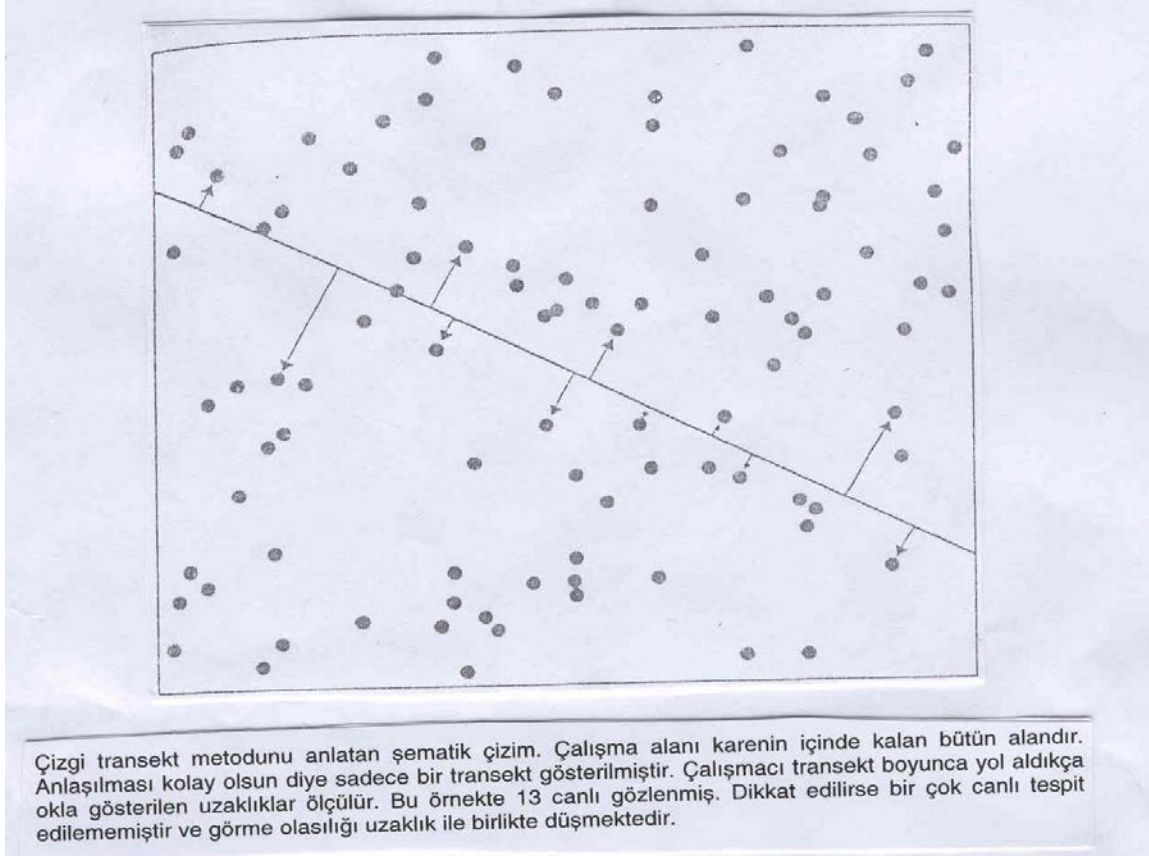 Çizgi transekt metodunu anlatan şematik çizim. Çalışma alanı karenin içinde kalan bütün alandır.
Anlaşılması kolay olsun diye sadece bir transekt gösterilmiştir. Çalışmacı transekt boyunca yol aldıkça
okla gösterilen uzaklıklar ölçülür. Bu örnekte 13 canlı gözlenmiş. Dikkat edilirse bir çok canlı tespit
edilememiştir ve görme olasılığı uzaklık ile birlikte düşmektedir.